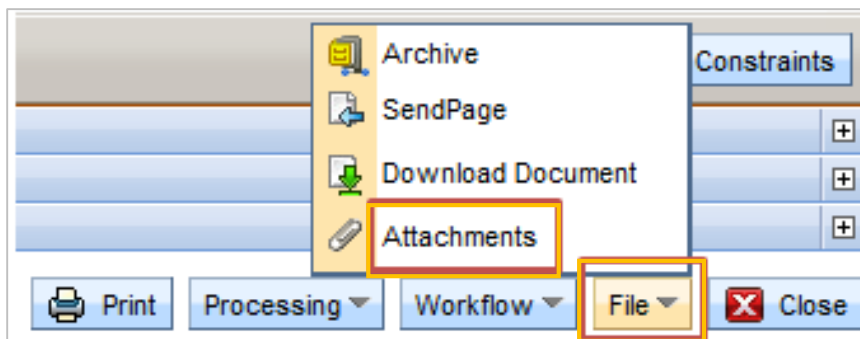 Archive
Constraints
SendPage
Download Document
Attachments
Print Processing Workflow File Close